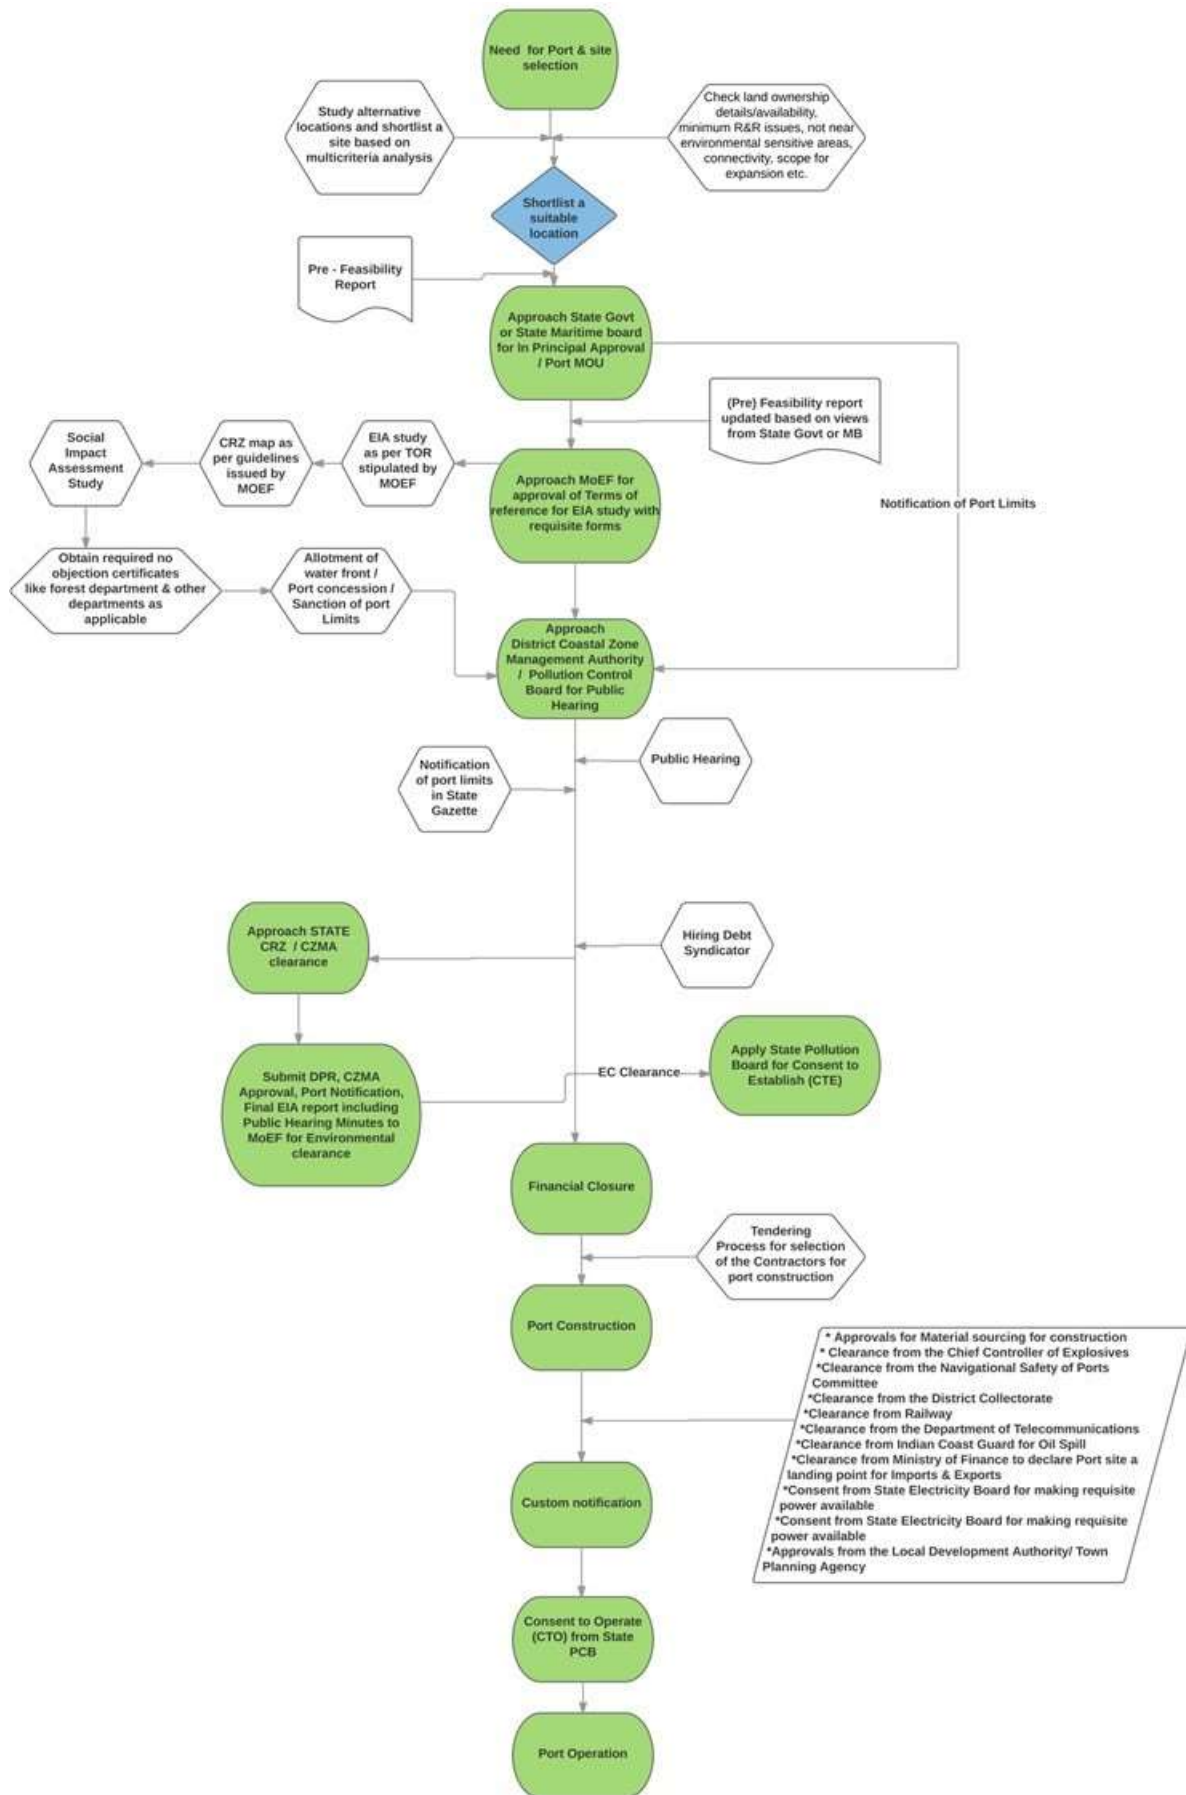 Need for Port & site
selection
Study alternative
locations and shortlist a
site based on
multicriteria analysis
Check land ownership
details/availability,
minimum R&R issues, not near
environmental sensitive areas,
connectivity, scope for
expansion etc.
Shortlist a
suitable
location
Pre - Feasibility
Report
Approach State Govt
or State Maritime board
for In Principal Approval
/ Port MOU
(Pre) Feasibility report
updated based on views
from State Govt or MB
Social
Impact
Assessment
Study
CRZ map as
per guidelines
issued by
MOEF
EIA study
as per TOR
stipulated by
MOEF
Approach MoEF for
approval of Terms of
reference for EIA study with
requisite forms
Notification of Port Limits
Obtain required no
objection certificates
like forest department & other
departments as
applicable
Allotment of
water front /
Port concession /
Sanction of port
Limits
Approach
District Coastal Zone
Management Authority
/ Pollution Control
Board for Public
Hearing
Public Hearing
Notification
of port limits
in State
Gazette
Approach STATE
CRZ / CZMA
clearance
Hiring Debt
Syndicator
Submit DPR, CZMA
Approval, Port Notification,
Final EIA report including
Public Hearing Minutes to
MoEF for Environmental
clearance
EC Clearance
Apply State Pollution
Board for Consent to
Establish (CTE)
Financial Closure
Tendering
Process for selection
of the Contractors for
port construction
Port Construction
* Approvals for Material sourcing for construction
* Clearance from the Chief Controller of Explosives
*Clearance from the Navigational Safety of Ports
Committee
*Clearance from the District Collectorate
*Clearance from Railway
*Clearance from the Department of Telecommunications
*Clearance from Indian Coast Guard for Oil Spill
*Clearance from Ministry of Finance to declare Port site a
landing point for Imports & Exports
*Consent from State Electricity Board for making requisite
power available
*Consent from State Electricity Board for making requisite
power available
*Approvals from the Local Development Authority/ Town
Planning Agency
Custom notification
Consent to Operate
(CTO) from State
PCB
Port Operation